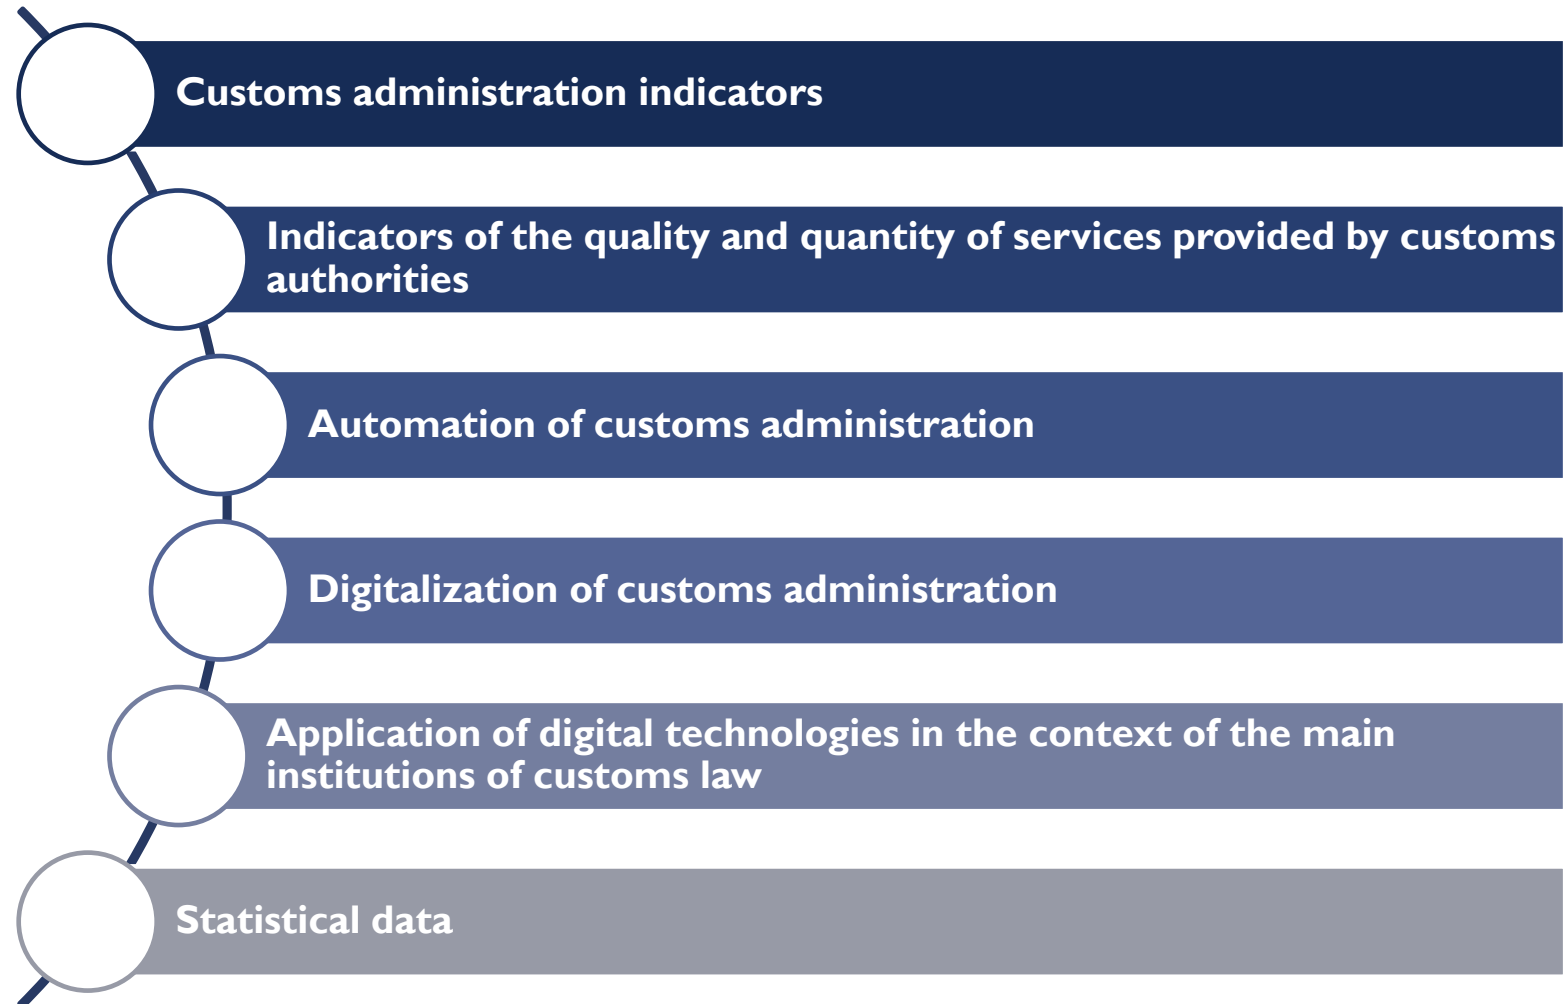 Customs administration indicators
Indicators of the quality and quantity of services provided by customs
authorities
Automation of customs administration
Digitalization of customs administration
Application of digital technologies in the context of the main
institutions of customs law
Statistical data